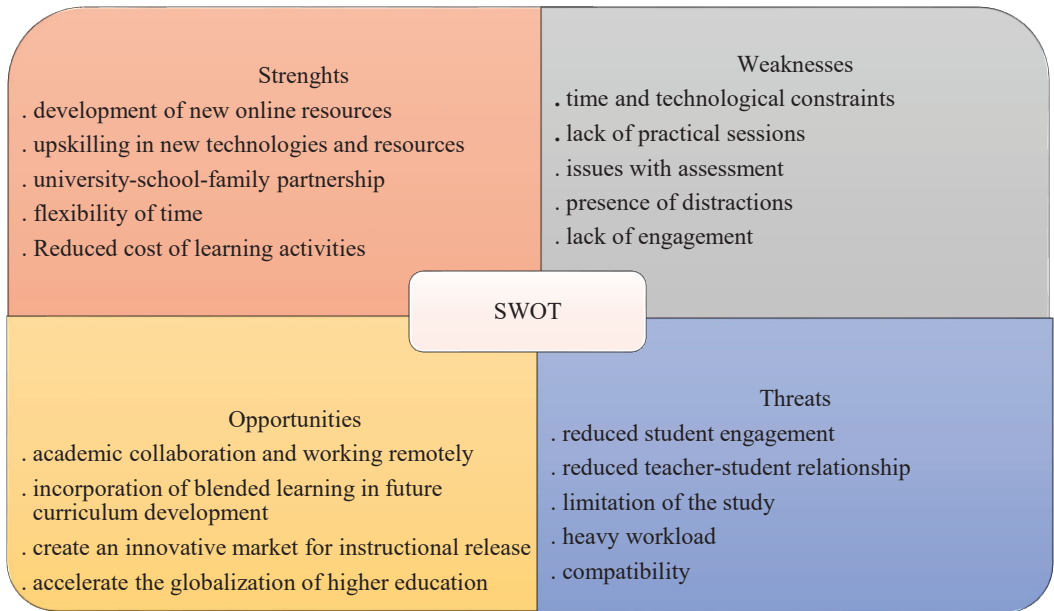 Strenghts
. development of new online resources
. upskilling in new technologies and resources
. university-school-family partnership
. flexibility of time
. Reduced cost of learning activities
Weaknesses
. time and technological constraints
. lack of practical sessions
. issues with assessment
. presence of distractions
. lack of engagement
SWOT
Opportunities
. academic collaboration and working remotely
. incorporation of blended learning in future
curriculum development
. create an innovative market for instructional release
. accelerate the globalization of higher education
Threats
. reduced student engagement
. reduced teacher-student relationship
. limitation of the study
. heavy workload
. compatibility